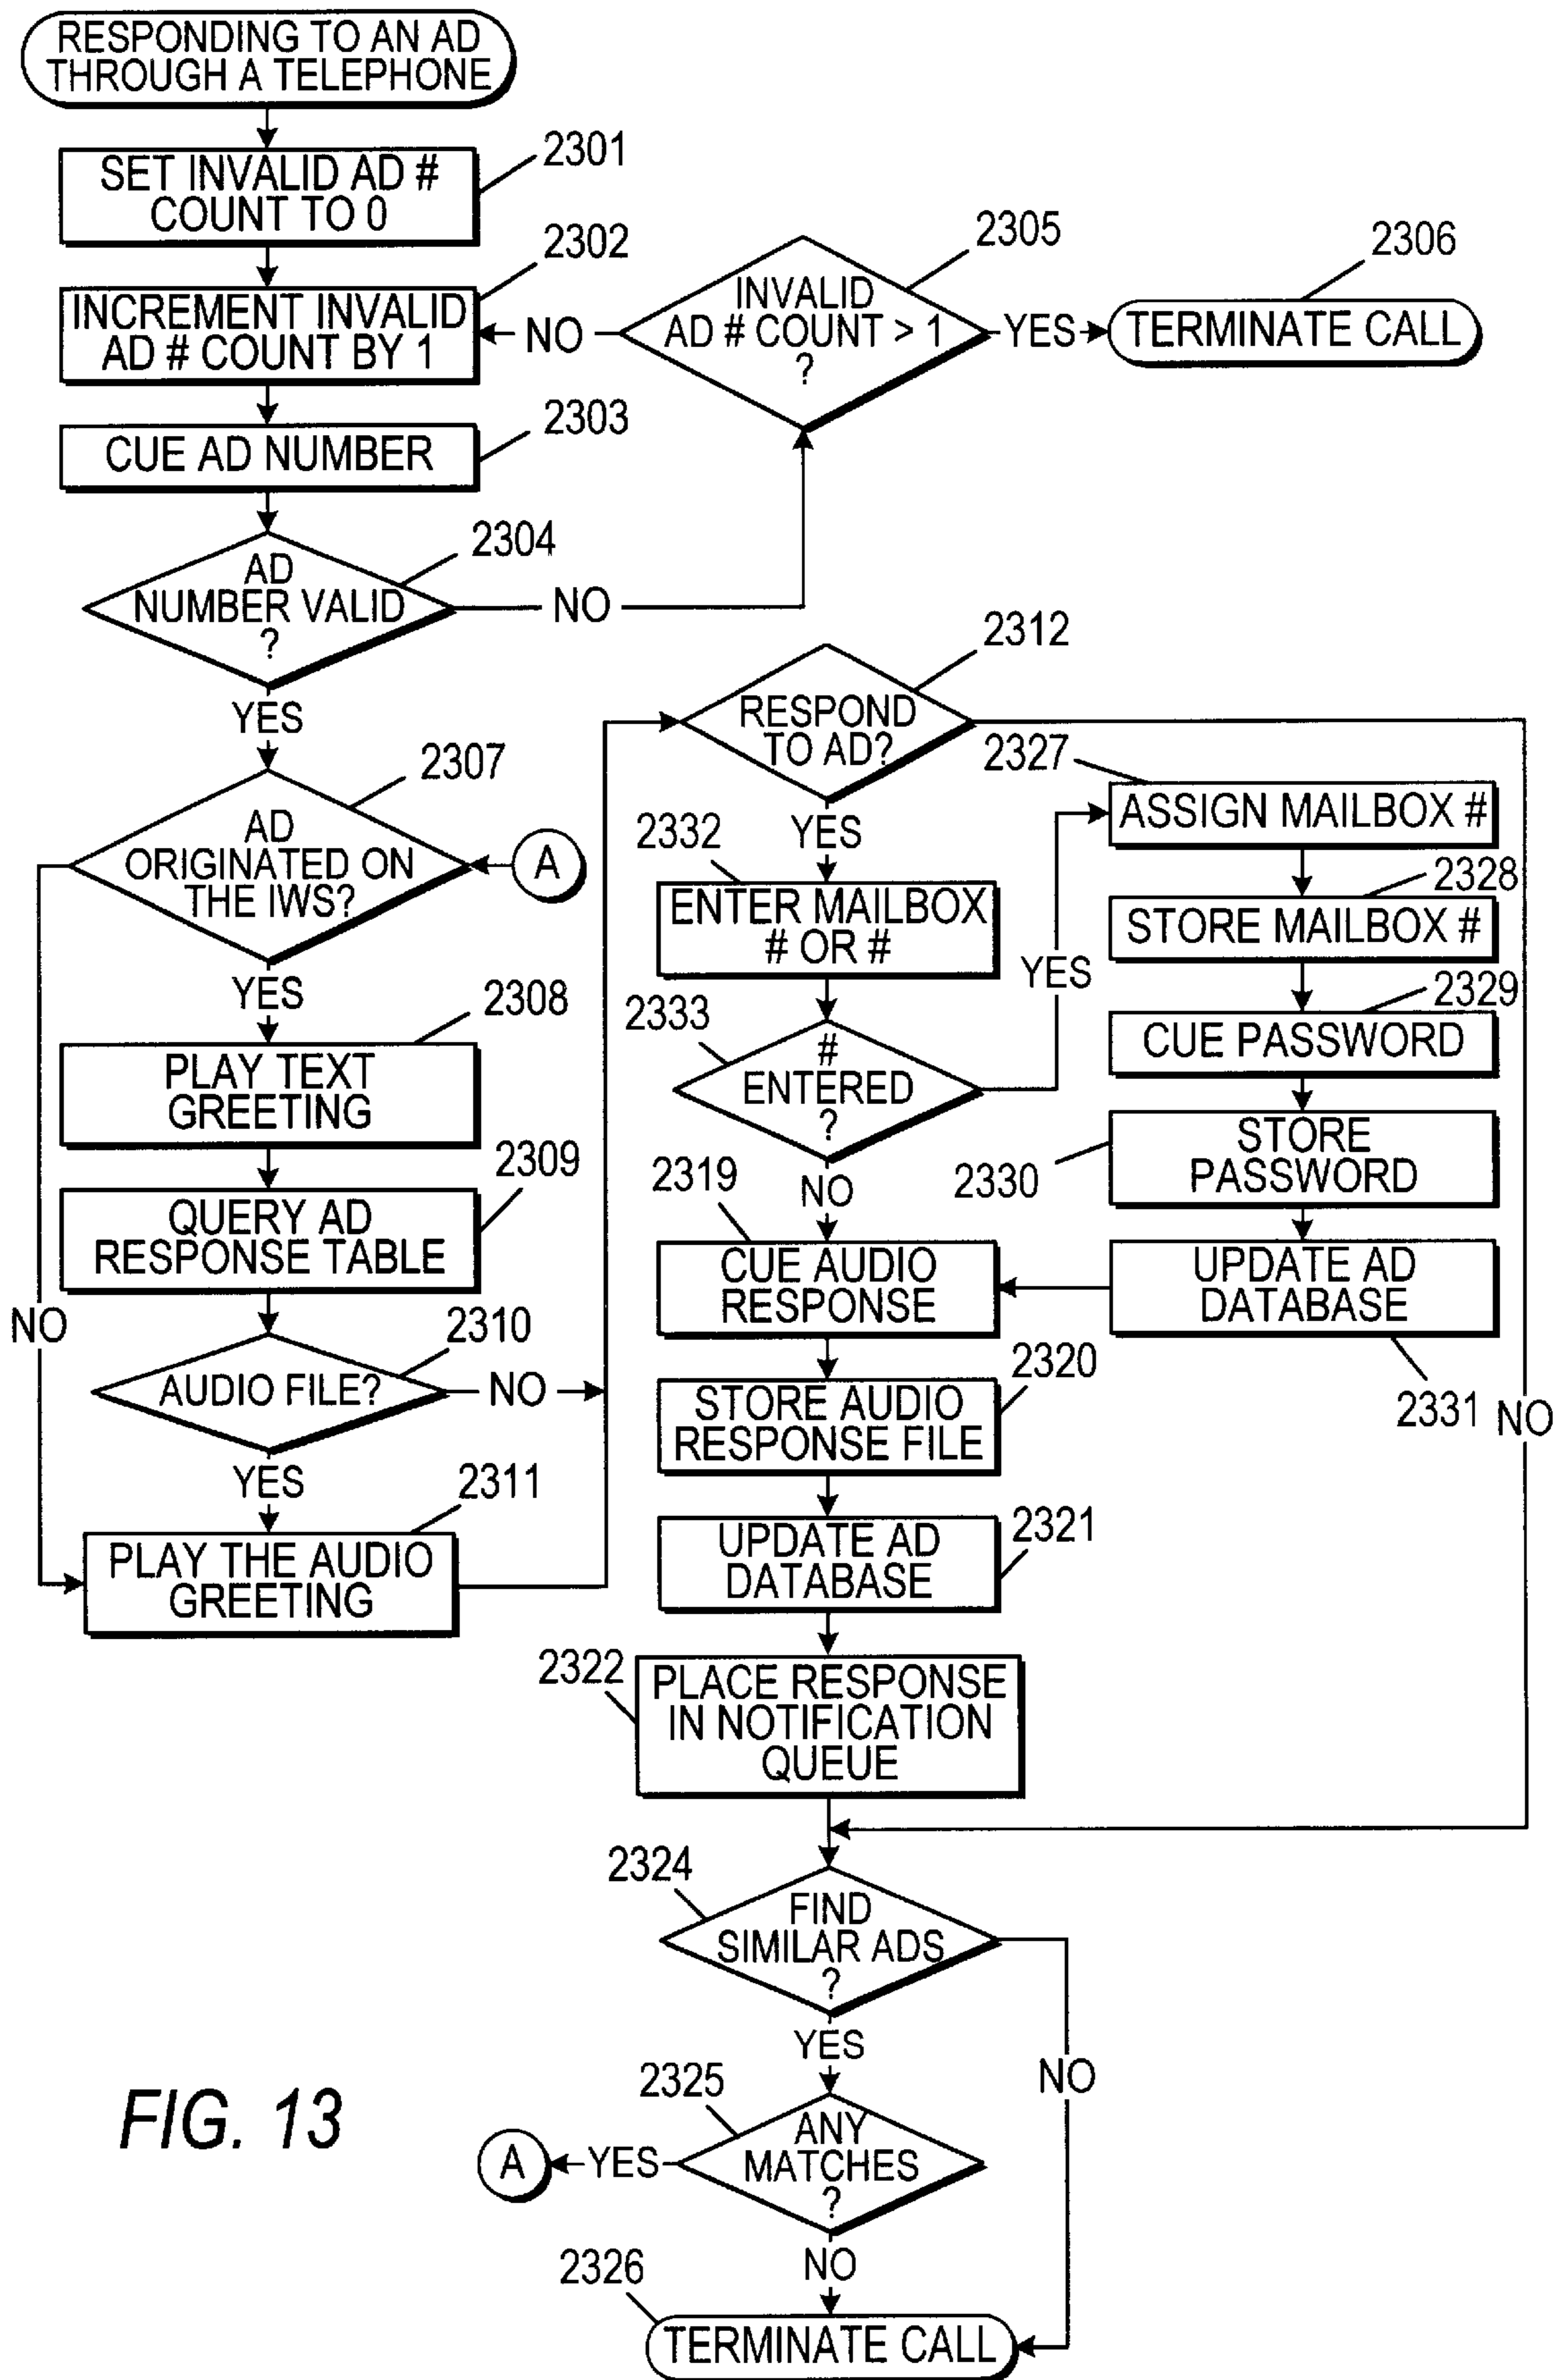 RESPONDING TO AN AD
THROUGH A TELEPHONE
2301
SET INVALID AD #
COUNT TO 0
2302
INCREMENT INVALID
AD # COUNT BY 1
NO
2305
INVALID
AD # COUNT > 1
?
YES
2306
TERMINATE CALL
2303
CUE AD NUMBER
2304
AD
NUMBER VALID
?
NO
YES
2307
AD
ORIGINATED ON
THE IWS?
A
YES
2308
PLAY TEXT
GREETING
2309
QUERY AD
RESPONSE TABLE
NO
2310
AUDIO FILE?
NO
YES
2311
PLAY THE AUDIO
GREETING
2312
RESPOND
TO AD?
YES
2332
ENTER MAILBOX
# OR #
2333
#
ENTERED
?
YES
NO
2327
ASSIGN MAILBOX #
2328
STORE MAILBOX #
2329
CUE PASSWORD
2330
STORE
PASSWORD
UPDATE AD
DATABASE
2331
NO
2319
CUE AUDIO
RESPONSE
2320
STORE AUDIO
RESPONSE FILE
2321
UPDATE AD
DATABASE
2322
PLACE RESPONSE
IN NOTIFICATION
QUEUE
2324
FIND
SIMILAR ADS
?
YES
NO
2325
ANY
MATCHES
?
YES
A
NO
2326
TERMINATE CALL
FIG. 13